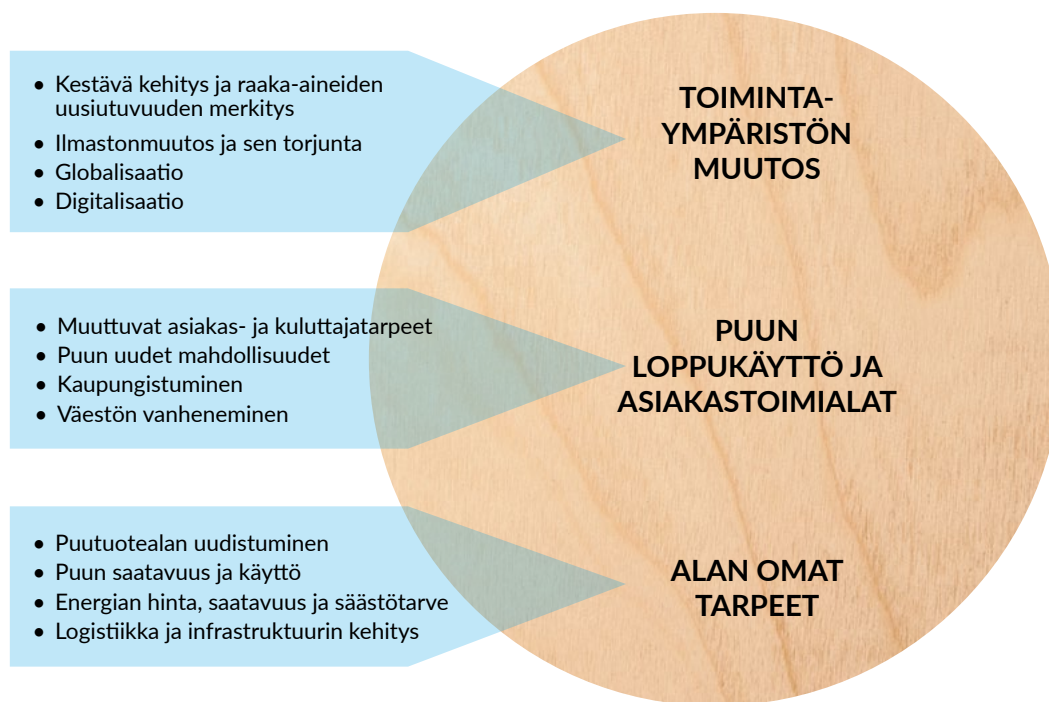 • Kestävä kehitys ja raaka-aineiden
uusiutuvuuden merkitys
• Ilmastonmuutos ja sen torjunta
• Globalisaatio
• Digitalisaatio
TOIMINTA-
YMPÄRISTÖN
MUUTOS
• Muuttuvat asiakas- ja kuluttajatarpeet
• Puun uudet mahdollisuudet
• Kaupungistuminen
• Väestön vanheneminen
PUUN
LOPPUKÄYTTÖ JA
ASIAKASTOIMIALAT
• Puutuotealan uudistuminen
• Puun saatavuus ja käyttö
• Energian hinta, saatavuus ja säästötarve
• Logistiikka ja infrastruktuurin kehitys
ALAN OMAT
TARPEET